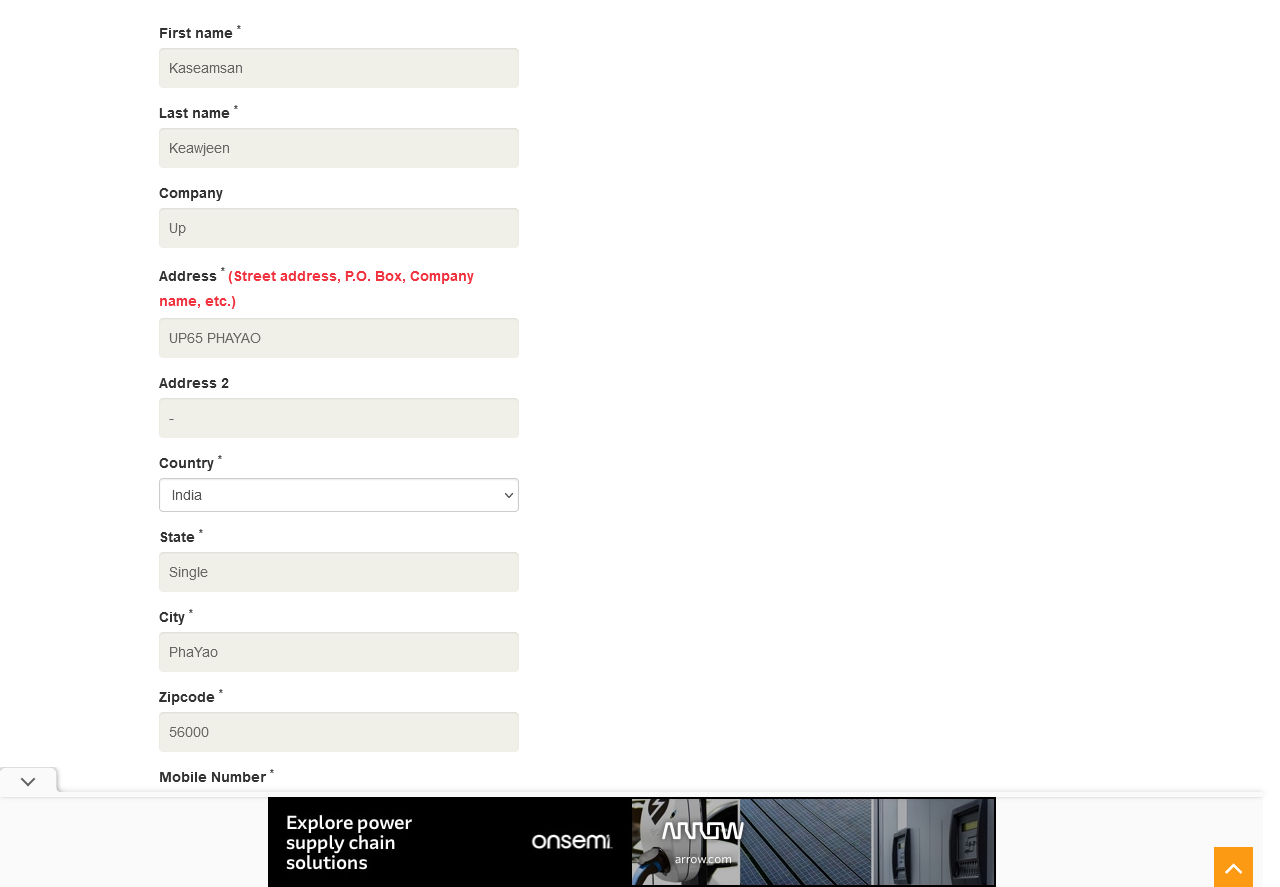 First name *
Kaseamsan
Last name *
Keawjeen
Company
Up
Address * (Street address, P.O. Box, Company
name, etc.)
UP65 PHAYAO
Address 2
-
Country *
India
State *
Single
City *
PhaYao
Zipcode *
56000
Mobile Number *
Explore power
supply chain
solutions
onsemi
ARROW
arrow.com